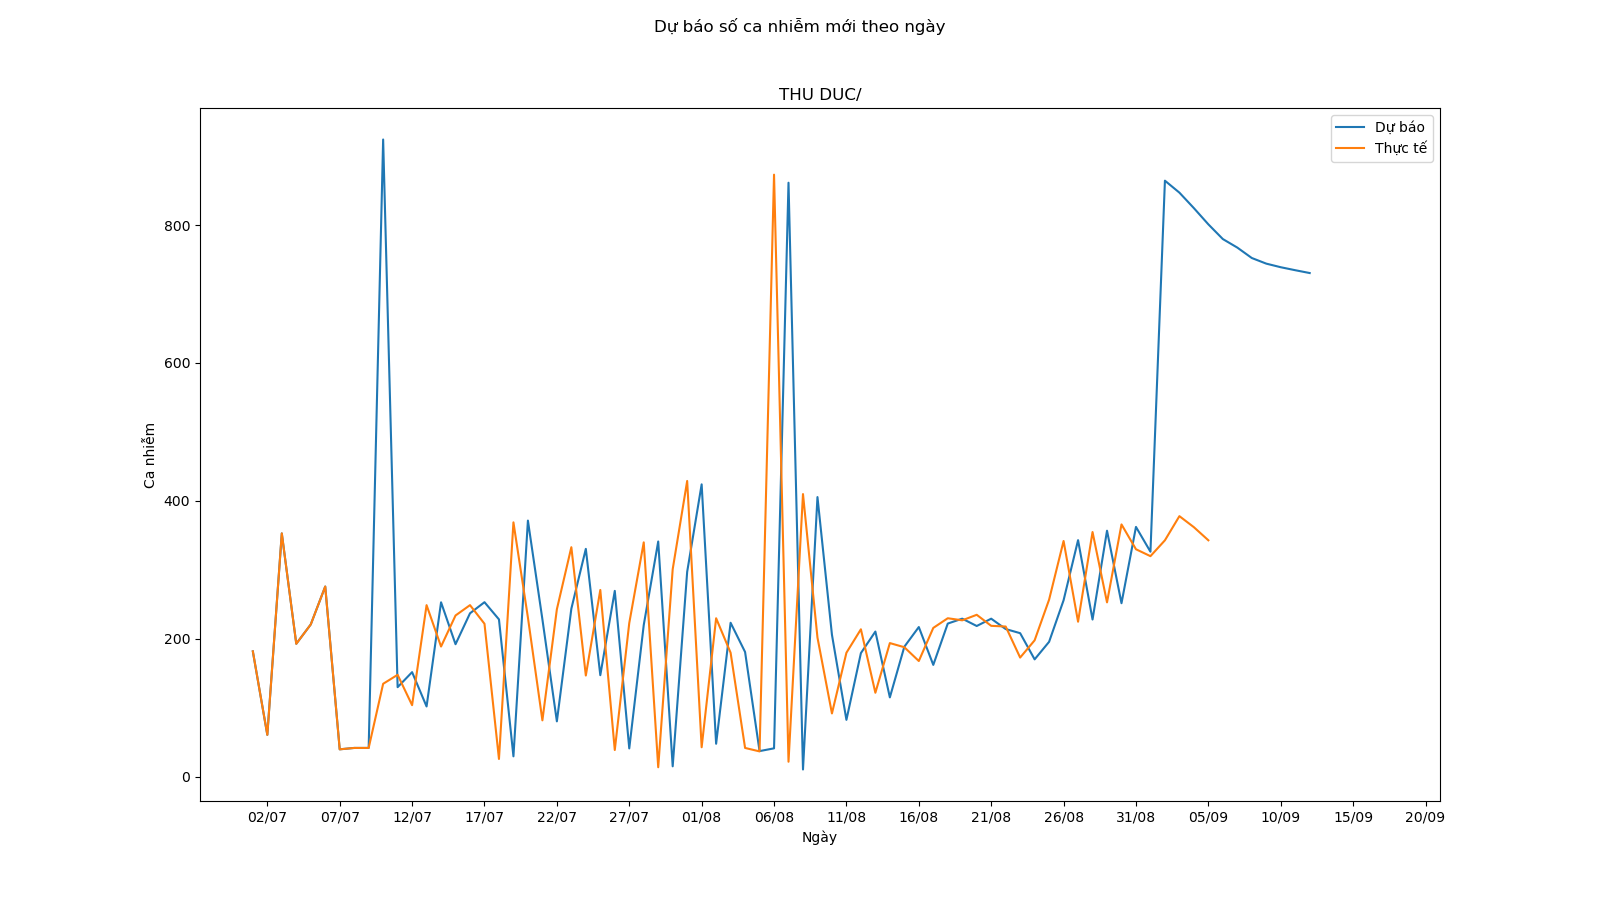 Dự báo số ca nhiễm mới theo ngày
THU DUC/
Dự báo
Thực tế
800
600
400
200
0
Ca nhiễm
02/07 07/07 12/07 17/07 22/07 27/07 01/08 06/08 11/08 16/08 21/08 26/08 31/08 05/09 10/09 15/09 20/09
Ngày